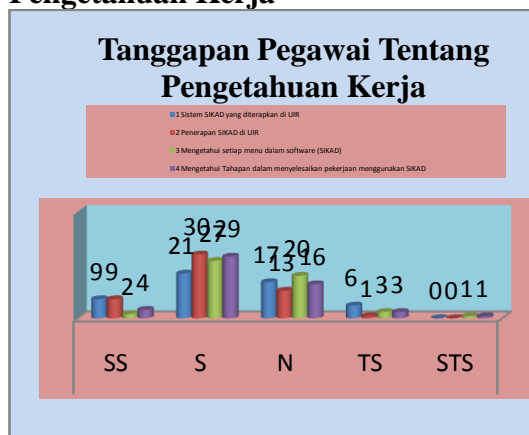 Pengetahuan Kerja
Tanggapan Pegawai Tentang
Pengetahuan Kerja
1 Sistem SIKAD yang diterapkan di UIR
2 Penerapan SIKAD di UIR
3 Mengetahui setiap menu dalam software (SIKAD)
4 Mengetahui Tahapan dalam menyelesaikan pekerjaan menggunakan SIKAD
9 9 2 4
21 30 27 29
17 13 20 16
6 1 3 3
0 0 1 1
SS S N TS STS